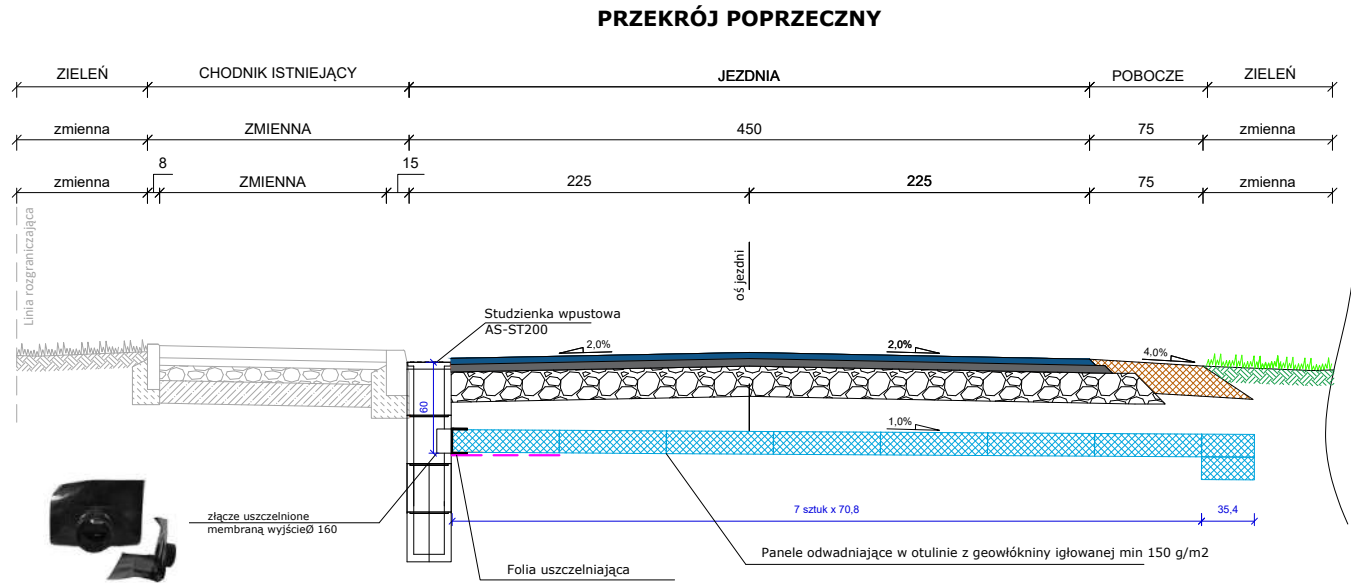 PRZEKRÓJ POPRZECZNY
ZIELEŃ CHODNIK ISTNIEJĄCY JEZDNIA POBOCZE ZIELEŃ
zmienna ZMIENNA 450 75 zmienna
8 15
zmienna ZMIENNA 225 225 75 zmienna
Linia rozgraniczająca
oś jezdni
Studzienka wpustowa
AS-ST200
2,0% 2,0% 4,0%
60
1,0%
7 sztuk x 70,8 35,4
złącze uszczelnione
membraną wyjścieØ 160
Panele odwadniające w otulinie z geowłókniny igłowanej min 150 g/m2
Folia uszczelniająca